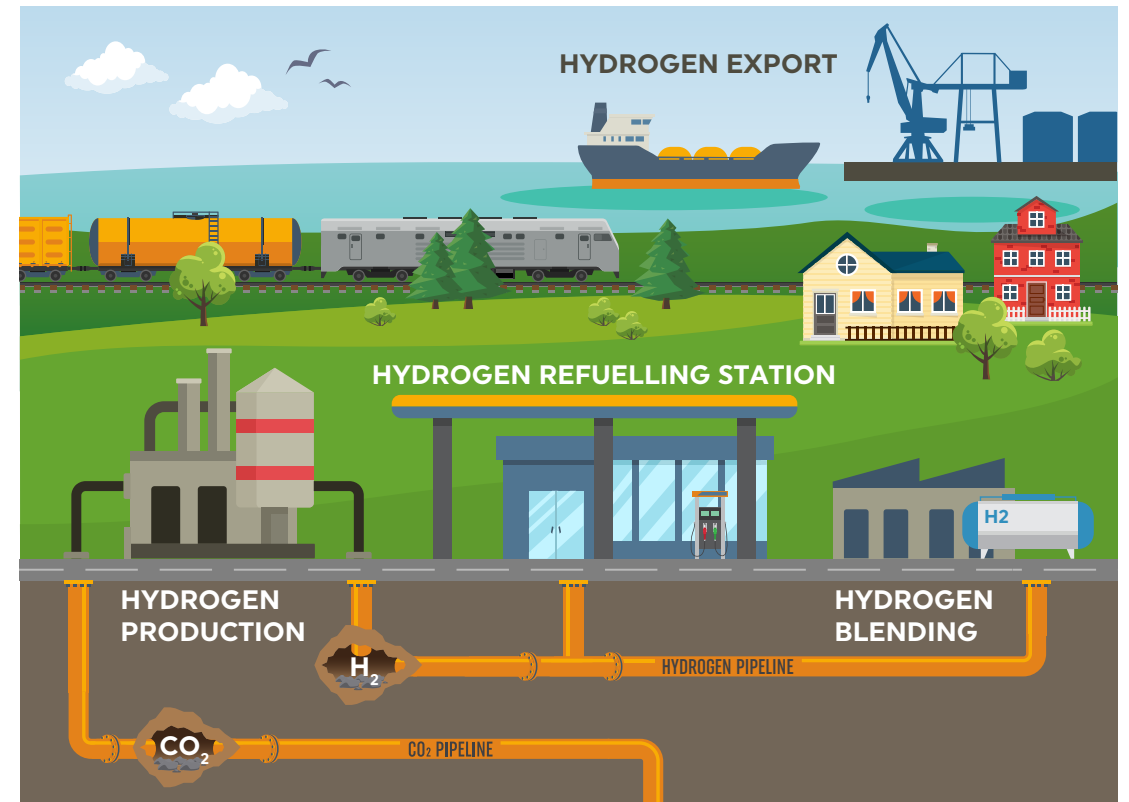 HYDROGEN EXPORT
HYDROGEN REFUELLING STATION
H2
HYDROGEN
PRODUCTION
HYDROGEN
BLENDING
H₂
HYDROGEN PIPELINE
CO₂
CO₂ PIPELINE